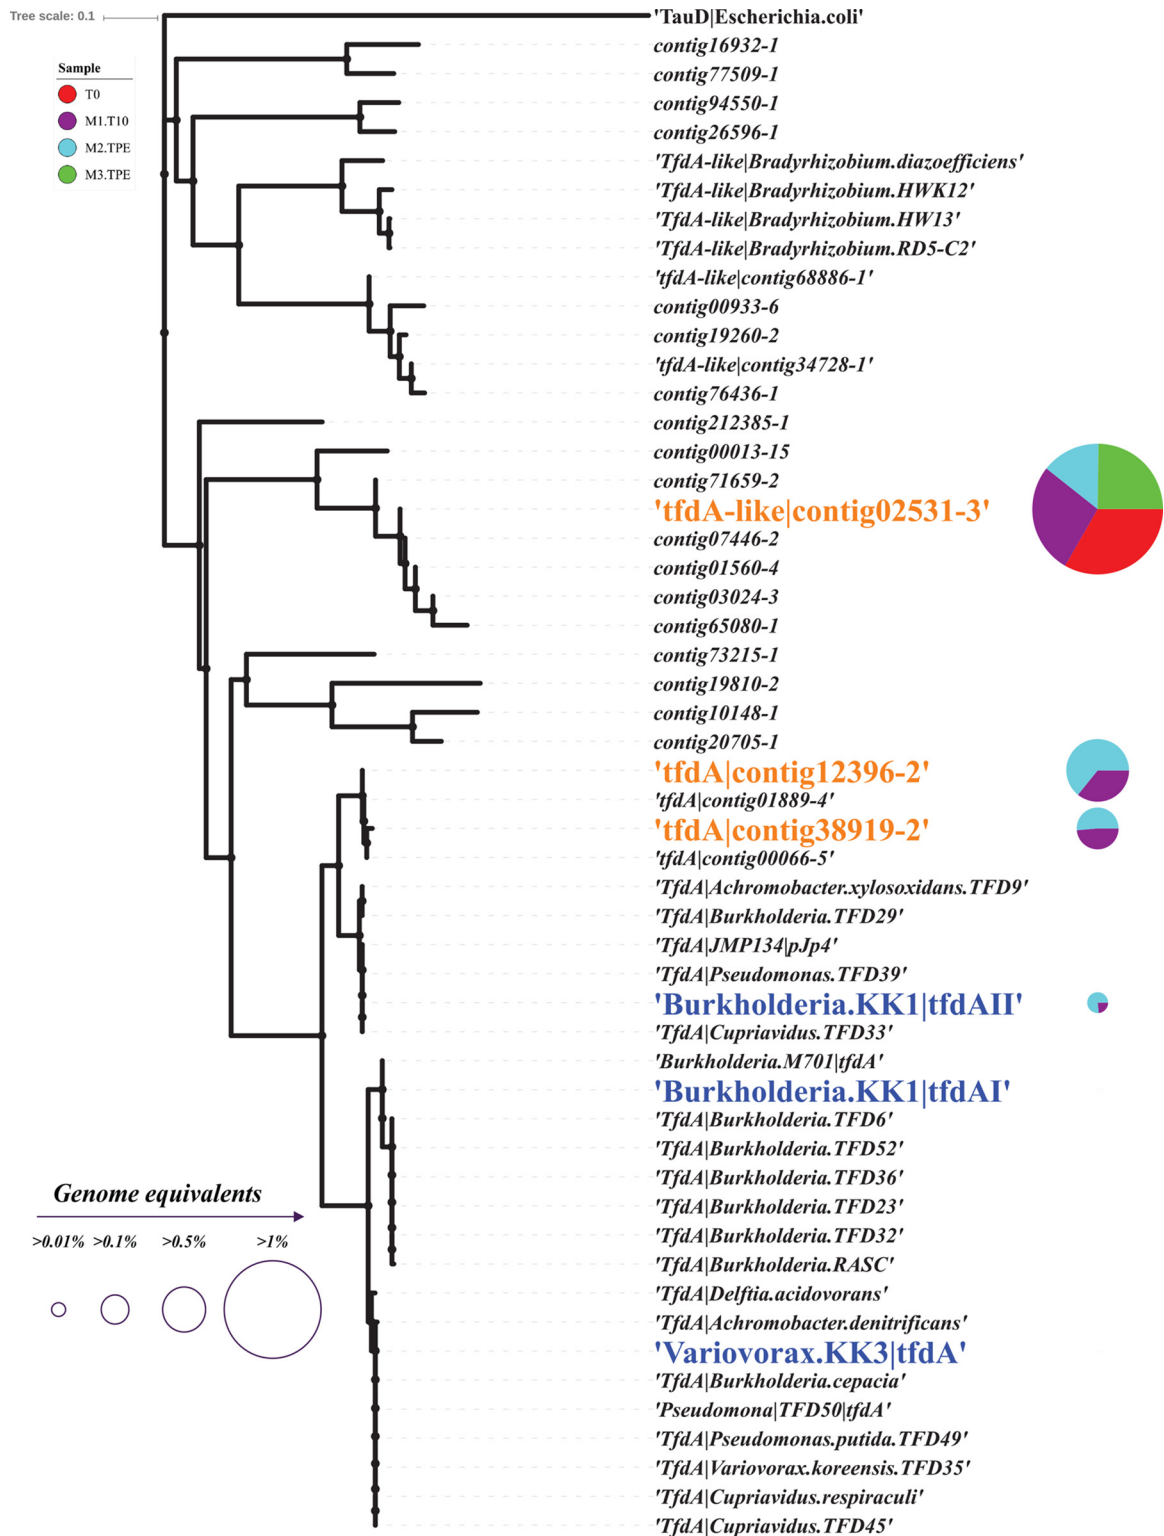 Tree scale: 0.1
'TauD|Escherichia.coli'
contig16932-1
Sample
contig77509-1
T0
contig94550-1
M1.T10
contig26596-1
M2.TPE
'TfdA-like|Bradyrhizobium.diazoefficiens'
M3.TPE
'TfdA-like|Bradyrhizobium.HWK12'
'TfdA-like|Bradyrhizobium.HW13'
'TfdA-like|Bradyrhizobium.RD5-C2'
'tfdA-like|contig68886-1'
contig00933-6
contig19260-2
'tfdA-like|contig34728-1'
contig76436-1
contig212385-1
contig00013-15
contig71659-2
'tfdA-like|contig02531-3'
contig07446-2
contig01560-4
contig03024-3
contig65080-1
contig73215-1
contig19810-2
contig10148-1
contig20705-1
'tfdA|contig12396-2'
'tfdA|contig01889-4'
'tfdA|contig38919-2'
'tfdA|contig00066-5'
'TfdA|Achromobacter.xylosoxidans.TFD9'
'TfdA|Burkholderia.TFD29'
'TfdA|JMP134|pJp4'
'TfdA|Pseudomonas.TFD39'
'Burkholderia.KK1|tfdAII'
'TfdA|Cupriavidus.TFD33'
'Burkholderia.M701|tfdA'
'Burkholderia.KK1|tfdAI'
'TfdA|Burkholderia.TFD6'
'TfdA|Burkholderia.TFD52'
'TfdA|Burkholderia.TFD36'
'TfdA|Burkholderia.TFD23'
'TfdA|Burkholderia.TFD32'
'TfdA|Burkholderia.RASC'
'TfdA|Delftia.acidovorans'
'TfdA|Achromobacter.denitrificans'
'Variovorax.KK3|tfdA'
'TfdA|Burkholderia.cepacia'
'Pseudomona|TFD50|tfdA'
'TfdA|Pseudomonas.putida.TFD49'
'TfdA|Variovorax.koreensis.TFD35'
'TfdA|Cupriavidus.respiraculi'
'TfdA|Cupriavidus.TFD45'
Genome equivalents
>0.01% >0.1% >0.5% >1%